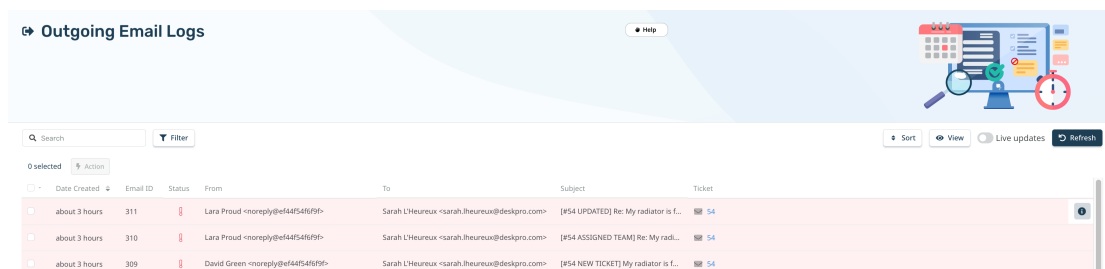 Outgoing Email Logs
Help
Search
Filter
Sort
View
Live updates
Refresh
0 selected
Action
Date Created Email ID Status From To Subject Ticket
about 3 hours 311 Lara Proud <noreply@ef44f54f6f9f> Sarah L'Heureux <sarah.lheureux@deskpro.com> [#54 UPDATED] Re: My radiator is f... 54
about 3 hours 310 Lara Proud <noreply@ef44f54f6f9f> Sarah L'Heureux <sarah.lheureux@deskpro.com> [#54 ASSIGNED TEAM] Re: My radi... 54
about 3 hours 309 David Green <noreply@ef44f54f6f9f> Sarah L'Heureux <sarah.lheureux@deskpro.com> [#54 NEW TICKET] My radiator is f... 54